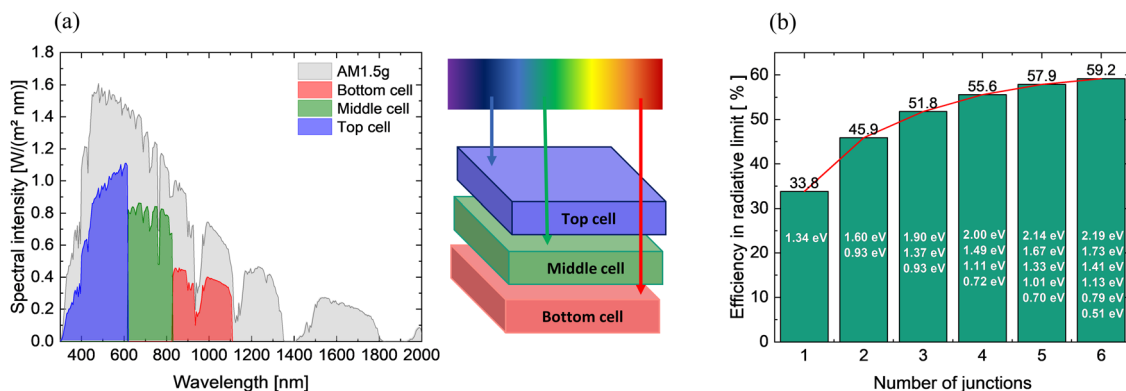 (a)
Spectral intensity [W/(m² nm)]
1.8
1.6
1.4
1.2
1.0
0.8
0.6
0.4
0.2
0.0
AM1.5g
Bottom cell
Middle cell
Top cell
400 600 800 1000 1200 1400 1600 1800 2000
Wavelength [nm]
Top cell
Middle cell
Bottom cell
(b)
Efficiency in radiative limit [ % ]
60
50
40
30
20
10
0
33.8
45.9
51.8
55.6
57.9
59.2
1.34 eV
1.60 eV
0.93 eV
1.90 eV
1.37 eV
0.93 eV
2.00 eV
1.49 eV
1.11 eV
0.72 eV
2.14 eV
1.67 eV
1.33 eV
1.01 eV
0.70 eV
2.19 eV
1.73 eV
1.41 eV
1.13 eV
0.79 eV
0.51 eV
1 2 3 4 5 6
Number of junctions